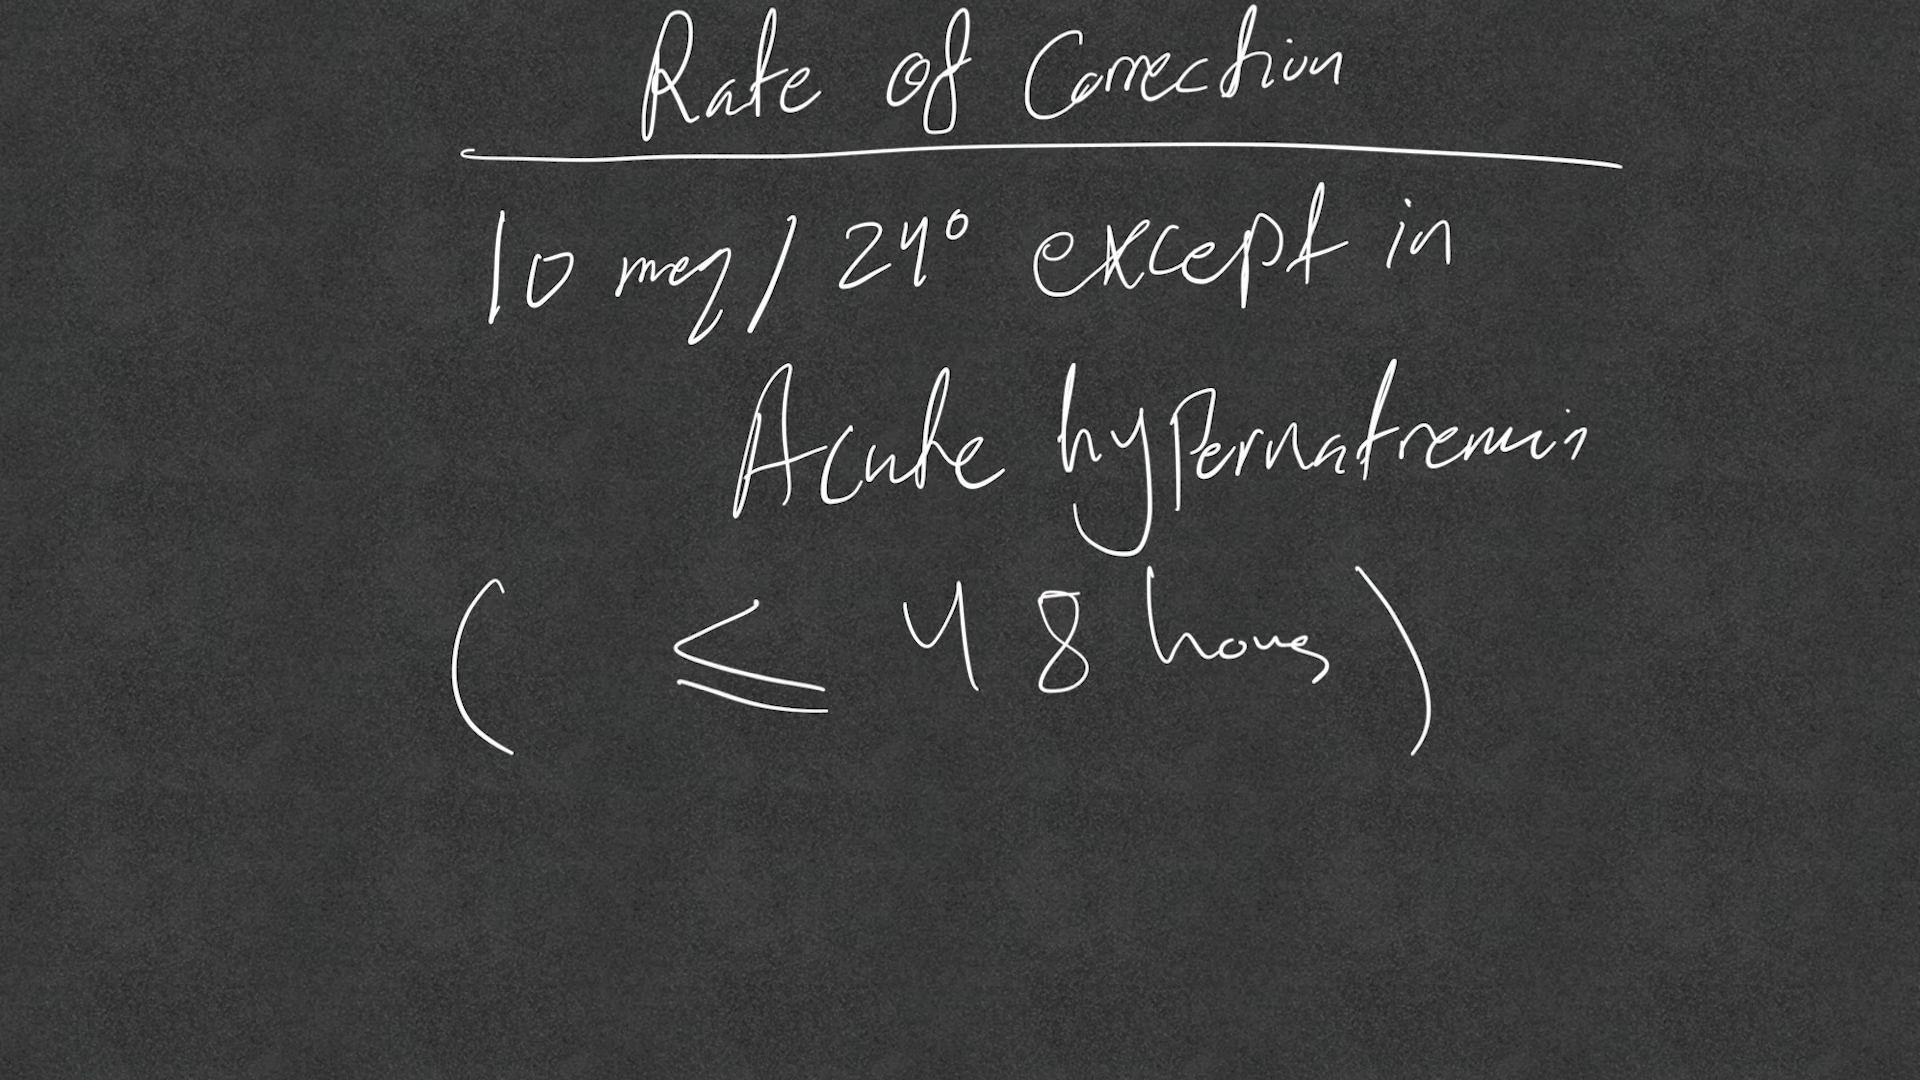 Rate of Correction
10 meq / 24° except in
Acute hypernatremia
( ≤ 48 hours )